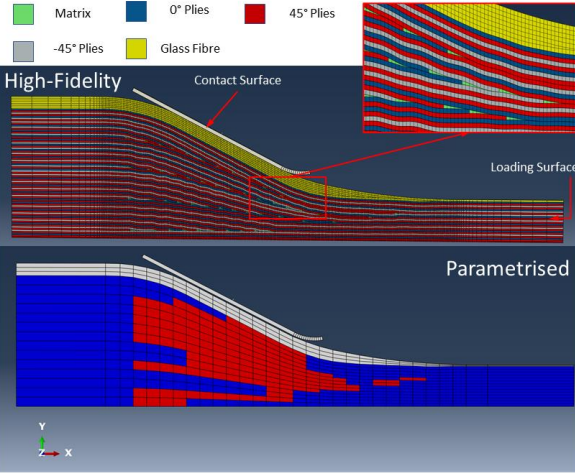 Matrix
0° Plies
45° Plies
-45° Plies
Glass Fibre
High-Fidelity
Contact Surface
Loading Surface
Parametrised
Y
Z
X